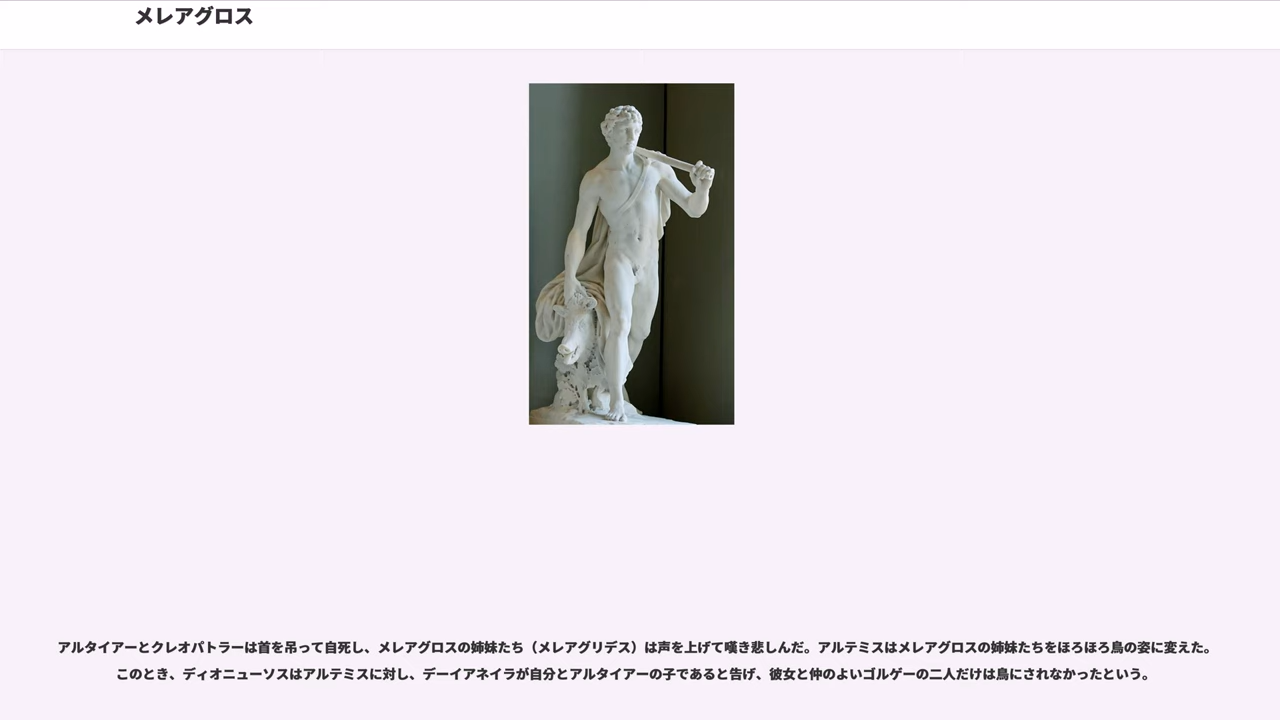 メレアグロス
アルタイアーとクレオパトラーは首を吊って自死し、メレアグロスの姉妹たち（メレアグリデス）は声を上げて嘆き悲しんだ。アルテミスはメレアグロスの姉妹たちをほろほろ鳥の姿に変えた。
このとき、ディオニューソスはアルテミスに対し、デーイアネイラが自分とアルタイアーの子であると告げ、彼女と仲のよいゴルゲーの二人だけは鳥にされなかったという。